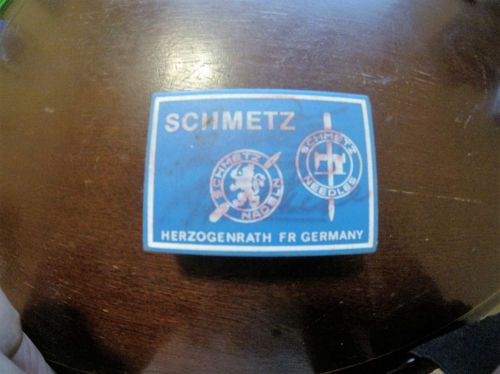 SCHMETZ
SCHMETZ
NADELN
SCHMETZ
NEEDLES
HERZOGENRATH FR GERMANY